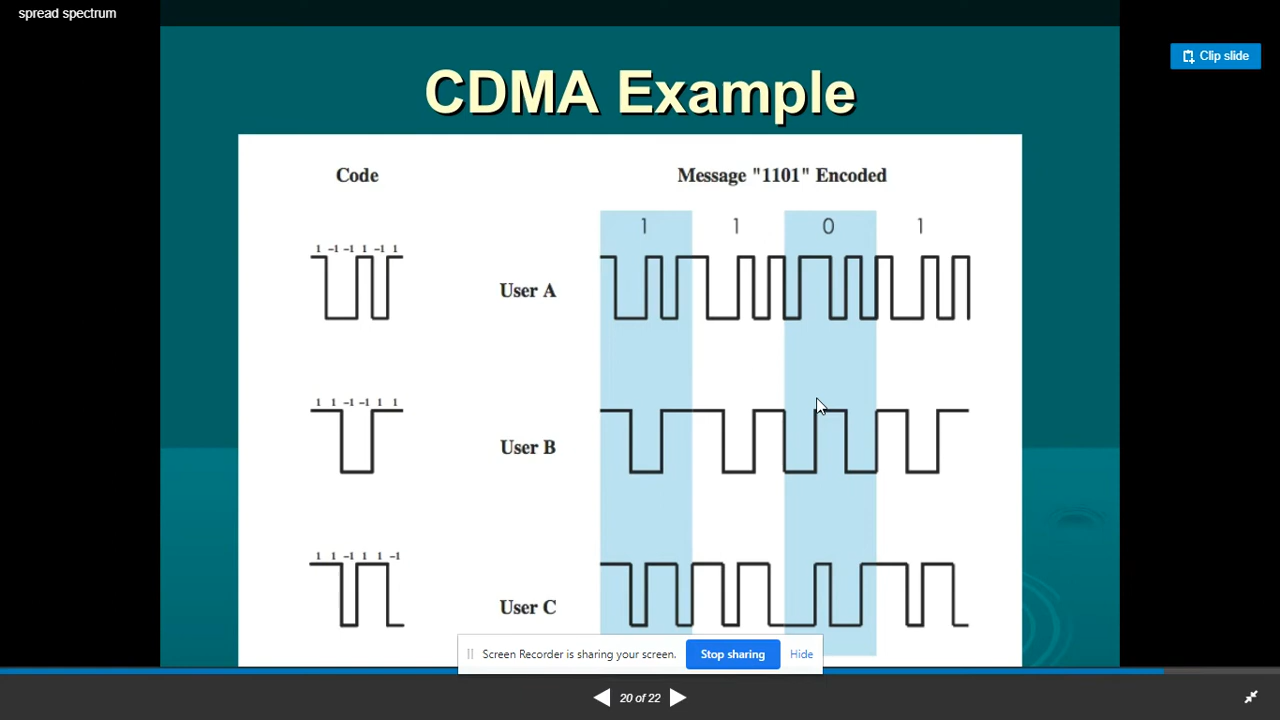 spread spectrum
Clip slide
CDMA Example
Code
Message "1101" Encoded
1 1 0 1
1 -1 -1 1 -1 1
User A
1 1 -1 -1 1 1
User B
1 1 -1 1 1 -1
User C
Screen Recorder is sharing your screen.
Stop sharing
Hide
20 of 22